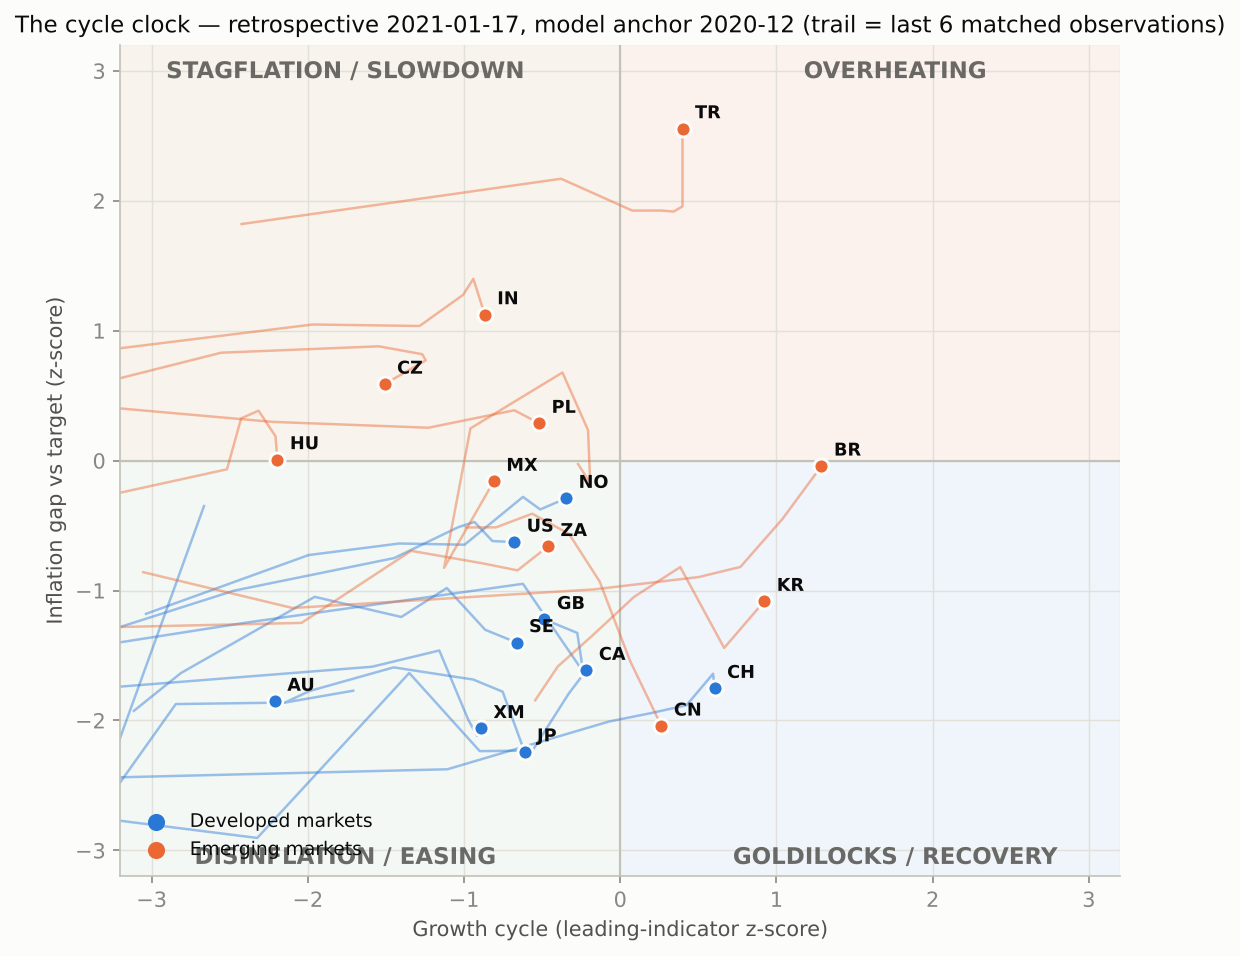 The cycle clock — retrospective 2021-01-17, model anchor 2020-12 (trail = last 6 matched observations)
STAGFLATION / SLOWDOWN
OVERHEATING
TR
IN
CZ
PL
HU
BR
MX
NO
US
ZA
KR
GB
SE
CA
CH
AU
CN
XM
JP
Developed markets
Emerging markets
DISINFLATION / EASING
GOLDILOCKS / RECOVERY
3
2
1
0
−1
−2
−3
Inflation gap vs target (z-score)
−3
−2
−1
0
1
2
3
Growth cycle (leading-indicator z-score)